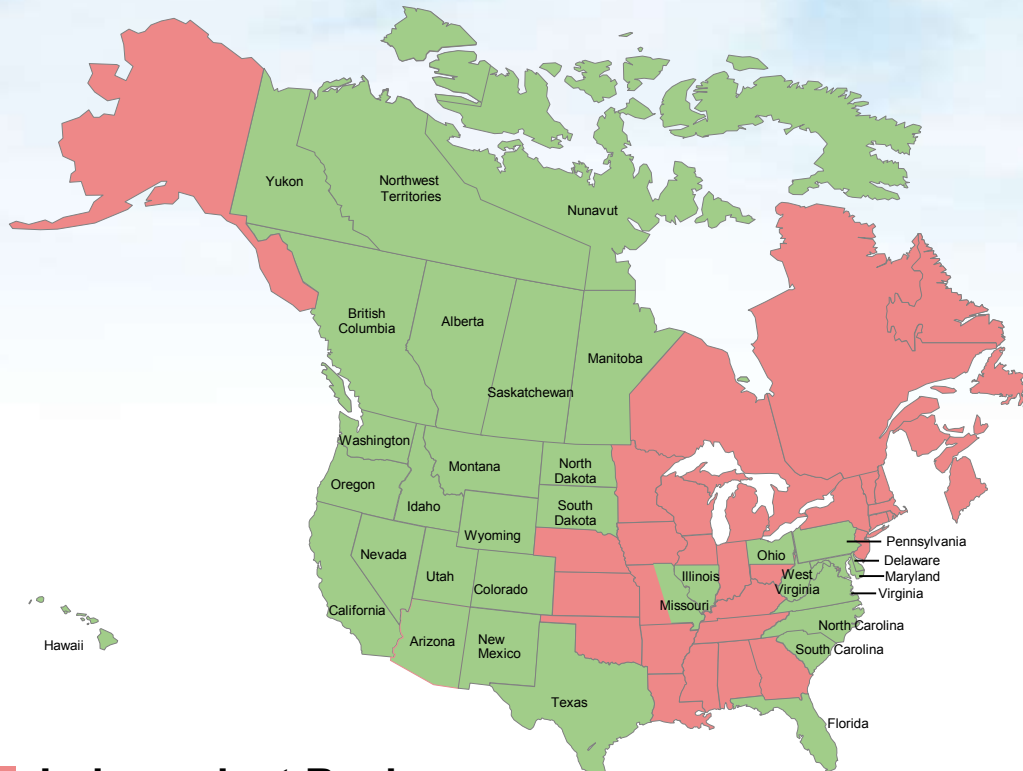 Yukon
Northwest
Territories
Nunavut
British
Columbia
Alberta
Saskatchewan
Manitoba
Washington
Montana
North
Dakota
Oregon
Idaho
South
Dakota
Wyoming
Nevada
Utah
Colorado
California
Arizona
New
Mexico
Texas
Hawaii
Missouri
Illinois
Ohio
West
Virginia
Pennsylvania
Delaware
Maryland
Virginia
North Carolina
South Carolina
Florida